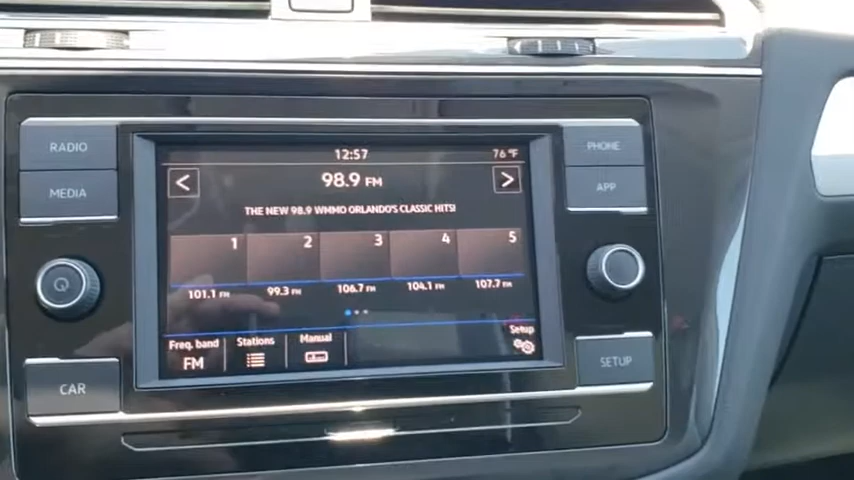 RADIO
MEDIA
CAR
12:57
76°F
98.9 FM
THE NEW 98.9 WMMO ORLANDO'S CLASSIC HITS!
1 2 3 4 5
101.1 FM 99.3 FM 106.7 FM 104.1 FM 107.7 FM
Freq. band Stations Manual Setup
FM
PHONE
APP
SETUP